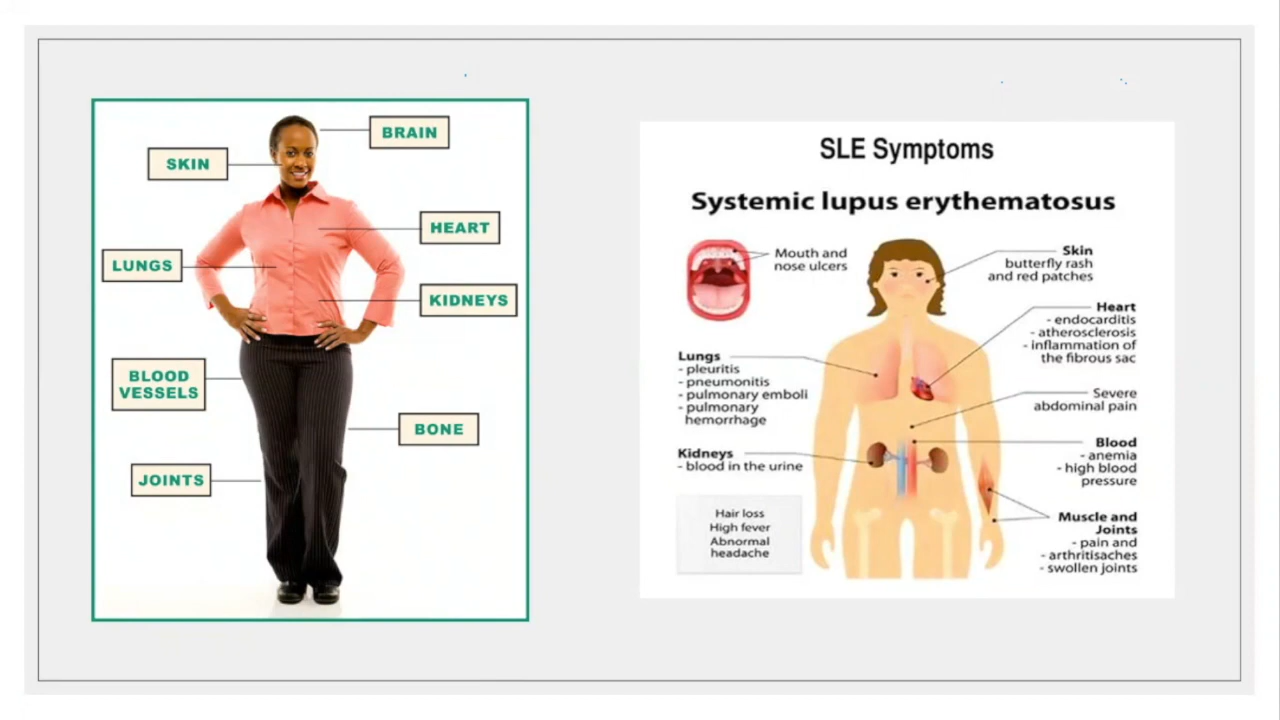 BRAIN
SKIN
HEART
LUNGS
KIDNEYS
BLOOD
VESSELS
BONE
JOINTS
SLE Symptoms
Systemic lupus erythematosus
Mouth and
nose ulcers
Skin
butterfly rash
and red patches
Heart
- endocarditis
- atherosclerosis
- inflammation of
the fibrous sac
Lungs
- pleuritis
- pneumonitis
- pulmonary emboli
- pulmonary
hemorrhage
Severe
abdominal pain
Kidneys
- blood in the urine
Blood
- anemia
- high blood
pressure
Hair loss
High fever
Abnormal
headache
Muscle and
Joints
- pain and
- arthritisaches
- swollen joints